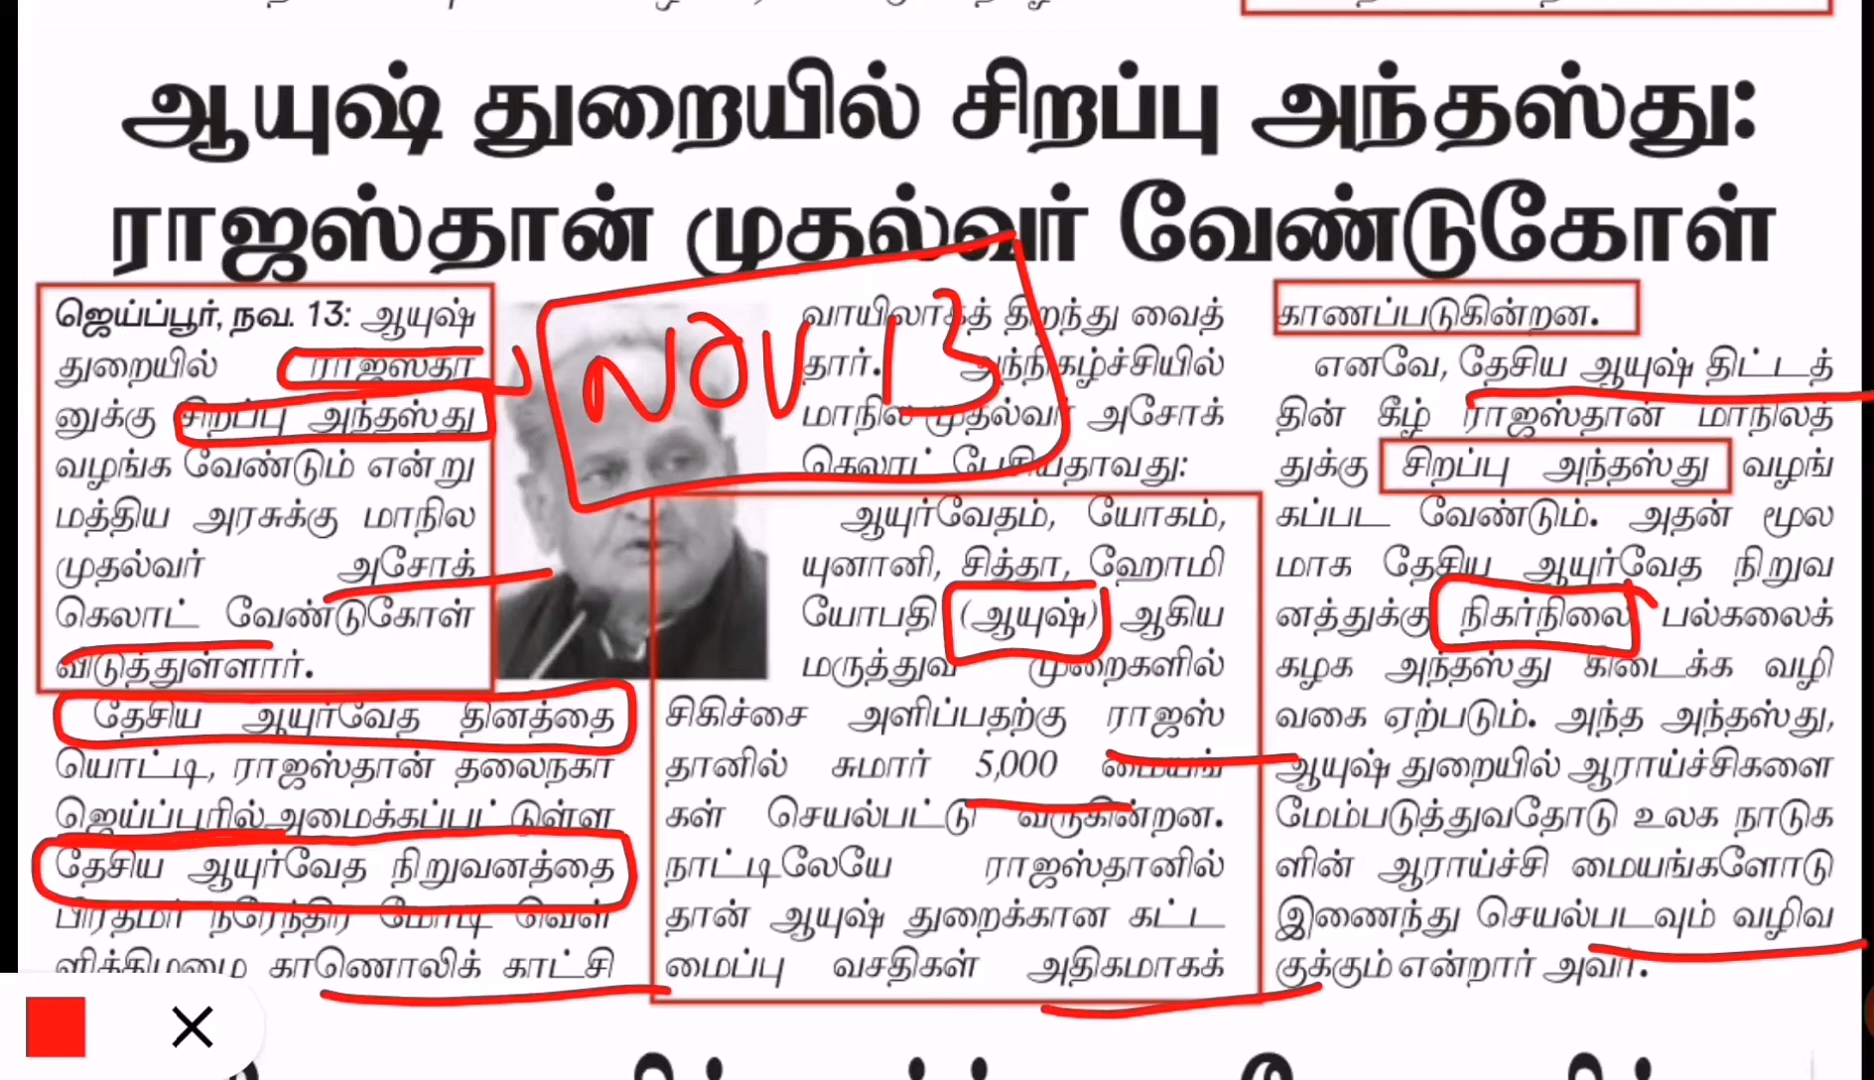 ஆயுஷ் துறையில் சிறப்பு அந்தஸ்து:
ராஜஸ்தான் முதல்வர் வேண்டுகோள்
ஜெய்ப்பூர், நவ. 13: ஆயுஷ்
துறையில் ராஜஸ்தா
னுக்கு சிறப்பு அந்தஸ்து
வழங்க வேண்டும் என்று
மத்திய அரசுக்கு மாநில
முதல்வர் அசோக்
கெலாட் வேண்டுகோள்
விடுத்துள்ளார்.
தேசிய ஆயுர்வேத தினத்தை
யொட்டி, ராஜஸ்தான் தலைநகர்
ஜெய்ப்பூரில் அமைக்கப்பட்டுள்ள
தேசிய ஆயுர்வேத நிறுவனத்தை
பிரதமர் நரேந்திர மோடி வெள்
ளிக்கிழமை காணொலிக் காட்சி
NOV 13
வாயிலாகத் திறந்து வைத்
தார். அந்நிகழ்ச்சியில்
மாநில முதல்வர் அசோக்
கெலாட் பேசியதாவது:
ஆயுர்வேதம், யோகம்,
யுனானி, சித்தா, ஹோமி
யோபதி (ஆயுஷ்) ஆகிய
மருத்துவ முறைகளில்
சிகிச்சை அளிப்பதற்கு ராஜஸ்
தானில் சுமார் 5,000 மையங்
கள் செயல்பட்டு வருகின்றன.
நாட்டிலேயே ராஜஸ்தானில்
தான் ஆயுஷ் துறைக்கான கட்ட
மைப்பு வசதிகள் அதிகமாகக்
காணப்படுகின்றன.
எனவே, தேசிய ஆயுஷ் திட்டத்
தின் கீழ் ராஜஸ்தான் மாநிலத்
துக்கு சிறப்பு அந்தஸ்து வழங்
கப்பட வேண்டும். அதன் மூல
மாக தேசிய ஆயுர்வேத நிறுவ
னத்துக்கு நிகர்நிலை பல்கலைக்
கழக அந்தஸ்து கிடைக்க வழி
வகை ஏற்படும். அந்த அந்தஸ்து,
ஆயுஷ் துறையில் ஆராய்ச்சிகளை
மேம்படுத்துவதோடு உலக நாடுக
ளின் ஆராய்ச்சி மையங்களோடு
இணைந்து செயல்படவும் வழிவ
குக்கும் என்றார் அவர்.